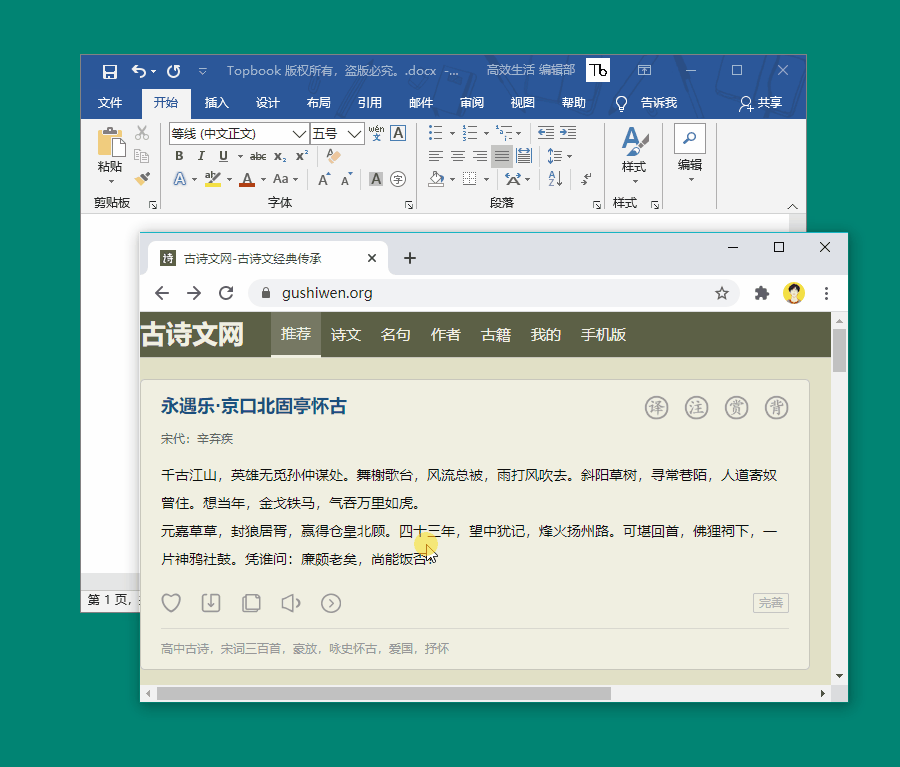 Topbook 版权所有，盗版必究。.docx -... 高效生活 编辑部 Tb
文件 开始 插入 设计 布局 引用 邮件 审阅 视图 帮助 告诉我 共享
等线 (中文正文) 五号 wén 文 A
B I U abc x₂ x²
粘贴 样式 编辑
A ab A Aa A A A 字
剪贴板 字体 段落 样式
诗 古诗文网-古诗文经典传承
gushiwen.org
古诗文网 推荐 诗文 名句 作者 古籍 我的 手机版
永遇乐·京口北固亭怀古 译 注 赏 背
宋代：辛弃疾
千古江山，英雄无觅孙仲谋处。舞榭歌台，风流总被，雨打风吹去。斜阳草树，寻常巷陌，人道寄奴
曾住。想当年，金戈铁马，气吞万里如虎。
元嘉草草，封狼居胥，赢得仓皇北顾。四十三年，望中犹记，烽火扬州路。可堪回首，佛狸祠下，一
片神鸦社鼓。凭谁问：廉颇老矣，尚能饭否
第 1 页，
完善
高中古诗，宋词三百首，豪放，咏史怀古，爱国，抒怀